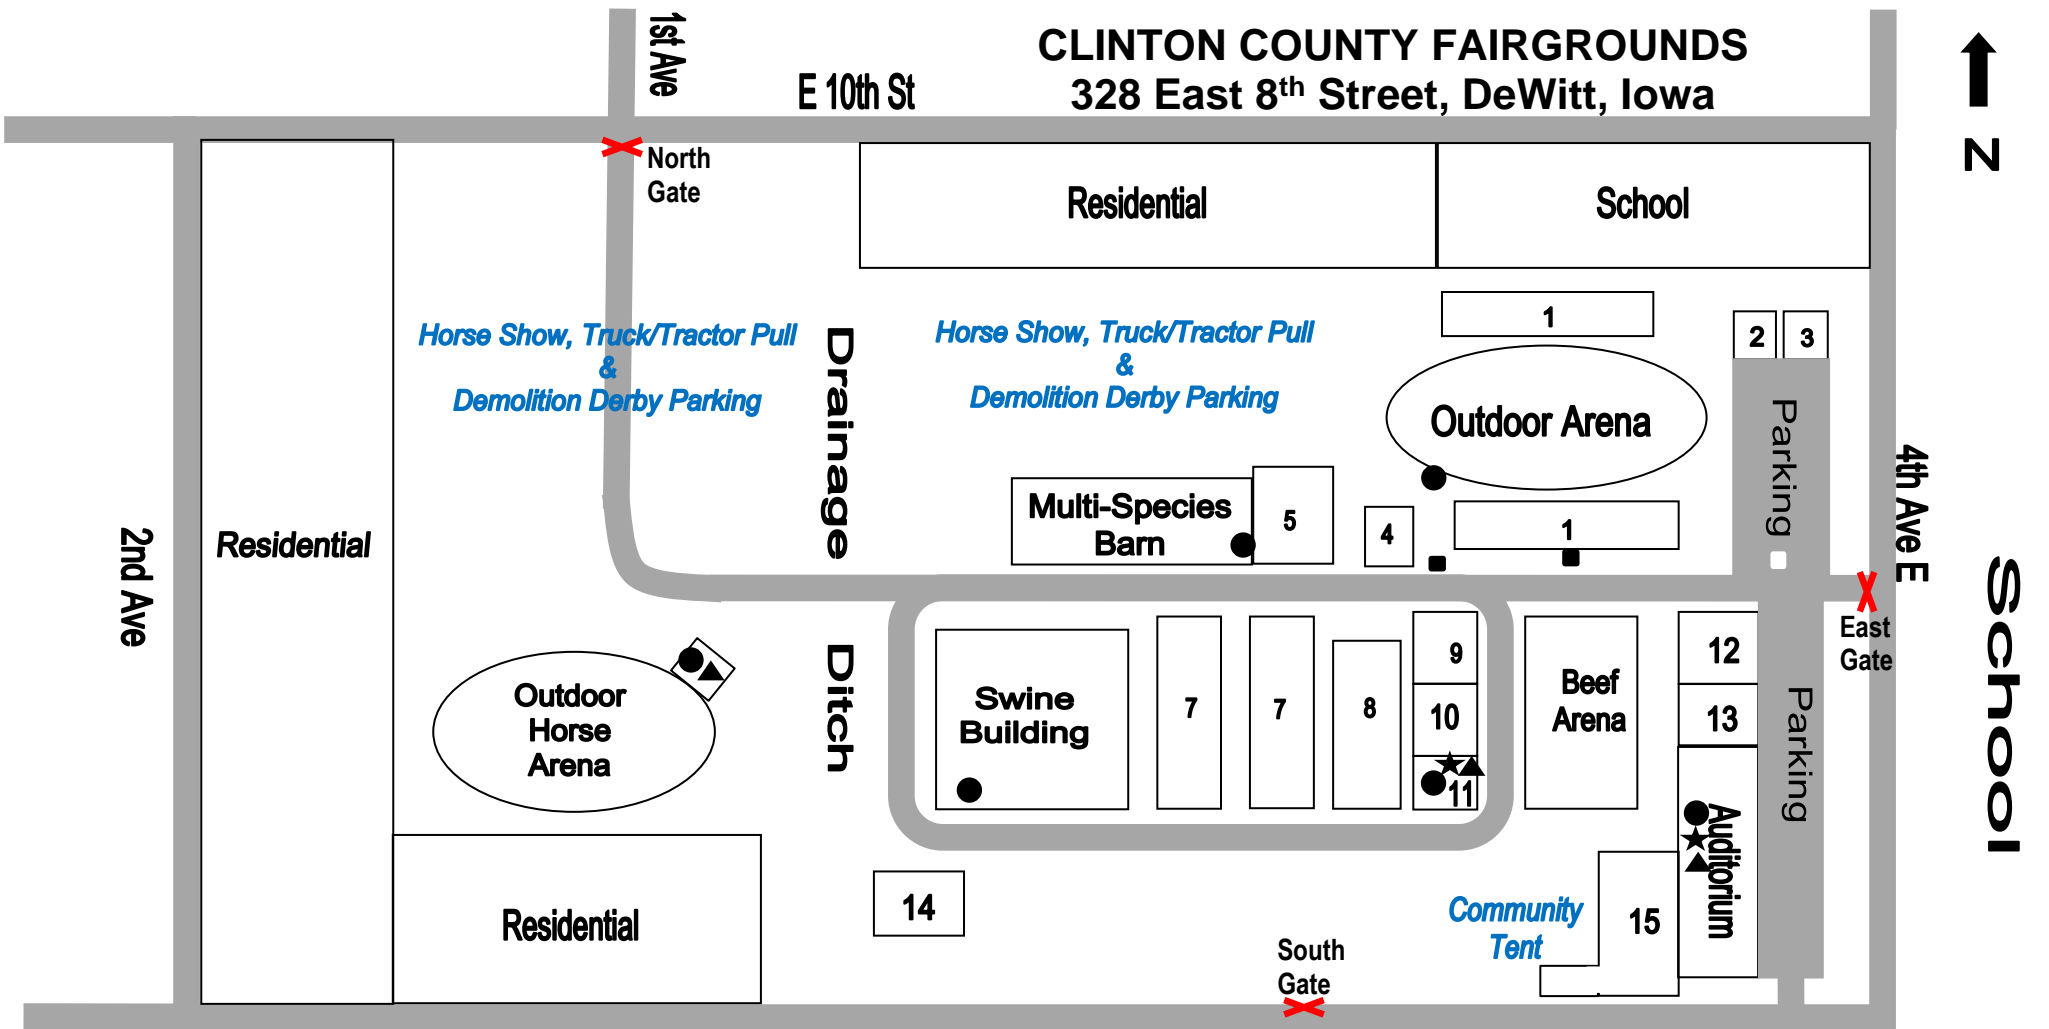 CLINTON COUNTY FAIRGROUNDS
328 East 8th Street, DeWitt, Iowa
1st Ave
E 10th St
N
North
Gate
Residential
School
Horse Show, Truck/Tractor Pull
&
Demolition Derby Parking
Horse Show, Truck/Tractor Pull
&
Demolition Derby Parking
Drainage
Ditch
1
2
3
Outdoor Arena
Parking
4th Ave E
Multi-Species
Barn
5
4
1
2nd Ave
Residential
School
East
Gate
Outdoor
Horse
Arena
Swine
Building
7
7
8
9
10
11
Beef
Arena
12
13
Parking
Auditorium
14
Residential
Community
Tent
15
South
Gate